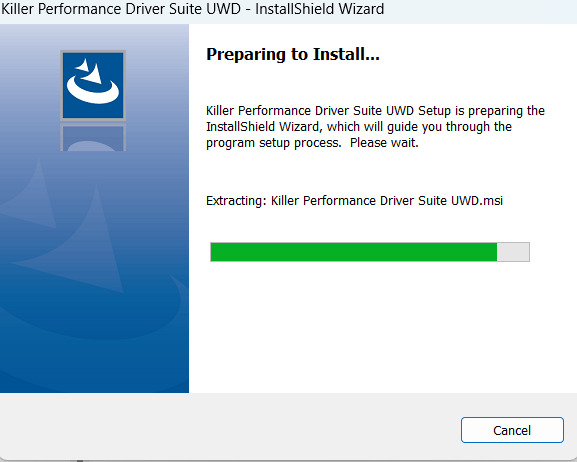 Killer Performance Driver Suite UWD - InstallShield Wizard
Preparing to Install...
Killer Performance Driver Suite UWD Setup is preparing the
InstallShield Wizard, which will guide you through the
program setup process.  Please wait.
Extracting: Killer Performance Driver Suite UWD.msi
Cancel